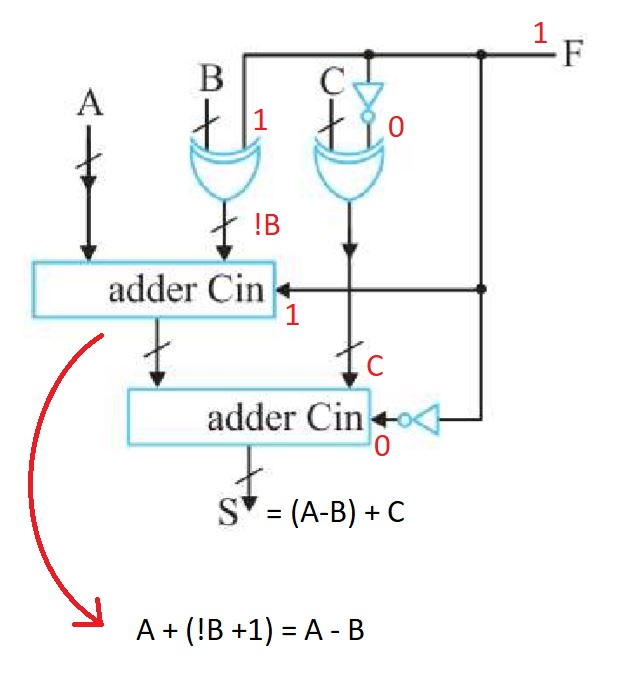 1 F
B C
A 1 0
!B
adder Cin
1
C
adder Cin
0
S = (A-B) + C
A + (!B +1) = A - B